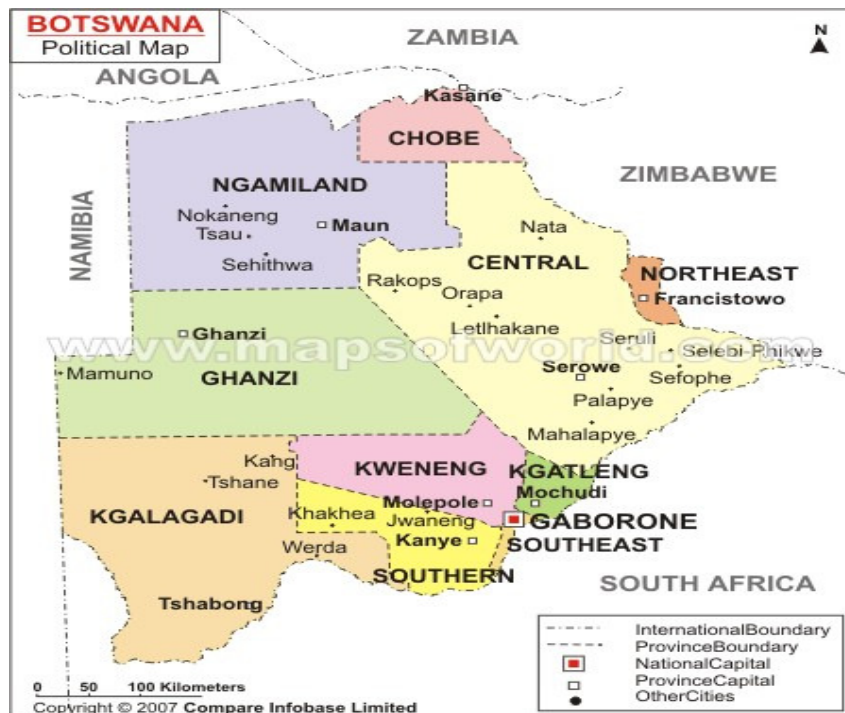 BOTSWANA
Political Map
ZAMBIA
N
ANGOLA
Kasane
CHOBE
ZIMBABWE
NAMIBIA
NGAMILAND
Nokaneng
Maun
Tsau
Sehithwa
Nata
CENTRAL
Rakops
Orapa
Letlhakane
NORTHEAST
Francistowo
www.mapsofworld.com
Ghanzi
Mamuno
GHANZI
Seruli
Selebi-Phikwe
Serowe
Sefophe
Palapye
Mahalapye
Kang
Tshane
KGALAGADI
KWENENG
KGATLENG
Mochudi
Molepole
Khakhea
Jwaneng
GABORONE
Kanye
SOUTHEAST
Werda
SOUTHERN
Tshabong
SOUTH AFRICA
InternationalBoundary
ProvinceBoundary
NationalCapital
ProvinceCapital
OtherCities
0 50 100 Kilometers
Copyright © 2007 Compare Infobase Limited